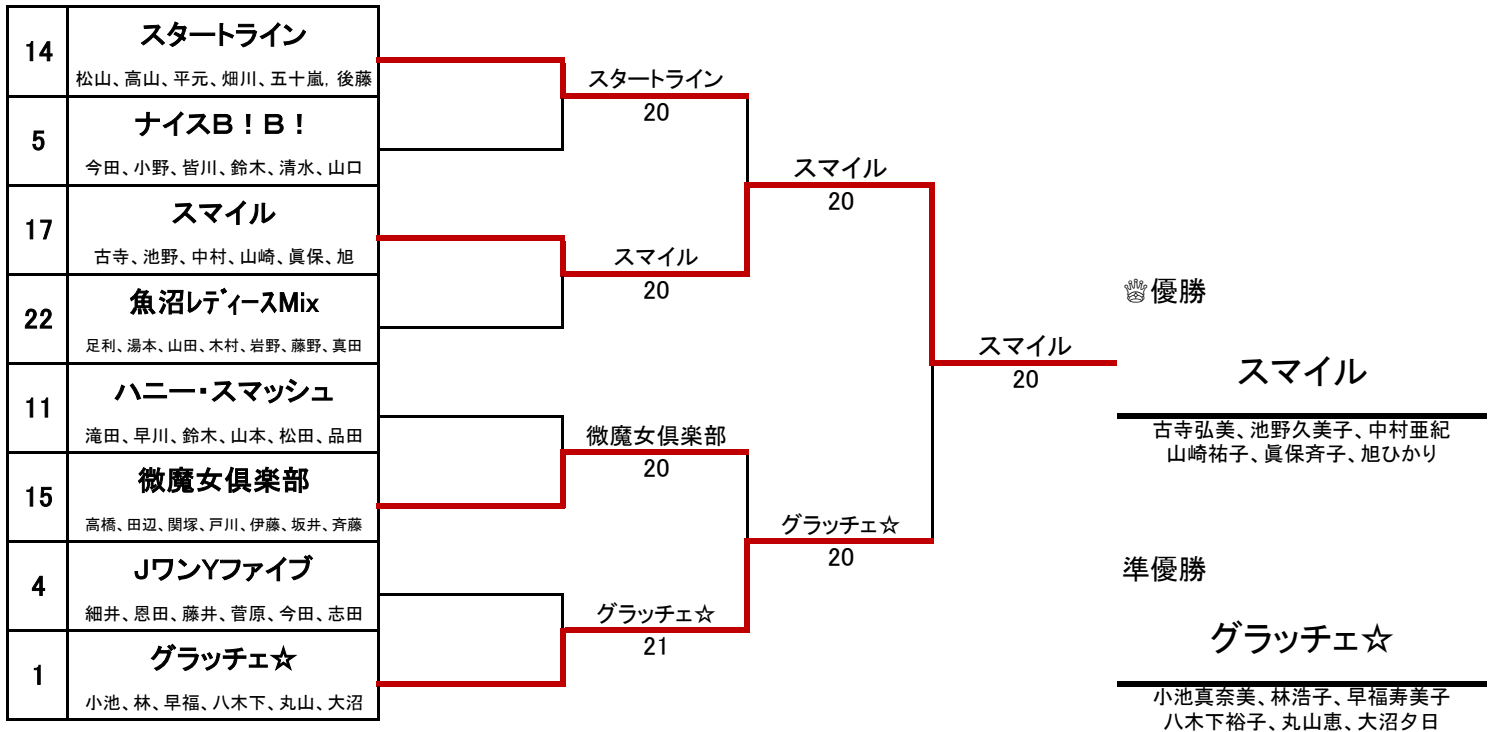 14
スタートライン
松山、高山、平元、畑川、五十嵐, 後藤
5
ナイスB！B！
今田、小野、皆川、鈴木、清水、山口
17
スマイル
古寺、池野、中村、山崎、眞保、旭
22
魚沼レディースMix
足利、湯本、山田、木村、岩野、藤野、真田
11
ハニー・スマッシュ
滝田、早川、鈴木、山本、松田、品田
15
微魔女倶楽部
高橋、田辺、関塚、戸川、伊藤、坂井、斉藤
4
JワンYファイブ
細井、恩田、藤井、菅原、今田、志田
1
グラッチェ☆
小池、林、早福、八木下、丸山、大沼
スタートライン
20
スマイル
20
微魔女倶楽部
20
グラッチェ☆
21
スマイル
20
グラッチェ☆
20
スマイル
20
♕優勝
スマイル
古寺弘美、池野久美子、中村亜紀
山崎祐子、眞保斉子、旭ひかり
準優勝
グラッチェ☆
小池真奈美、林浩子、早福寿美子
八木下裕子、丸山恵、大沼夕日